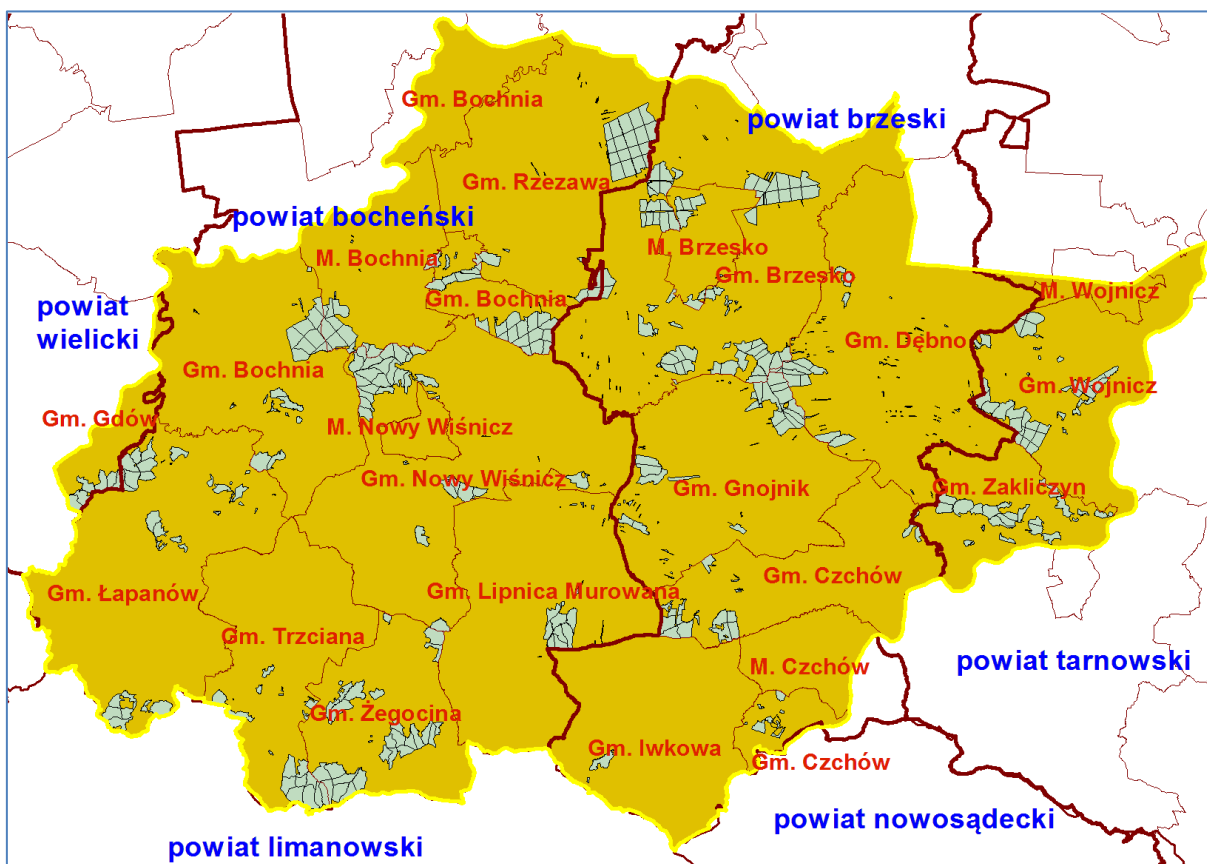 Gm. Bochnia
powiat brzeski
Gm. Rzezawa
powiat bocheński
M. Bochnia
M. Brzesko
Gm. Brzesko
M. Wojnicz
Gm. Bochnia
powiat
wielicki
Gm. Dębno
Gm. Bochnia
Gm. Wojnicz
Gm. Gdów
M. Nowy Wiśnicz
Gm. Nowy Wiśnicz
Gm. Gnojnik
Gm. Zakliczyn
Gm. Łapanów
Gm. Lipnica Murowana
Gm. Czchów
Gm. Trzciana
M. Czchów
powiat tarnowski
Gm. Żegocina
Gm. Iwkowa
Gm. Czchów
powiat nowosądecki
powiat limanowski